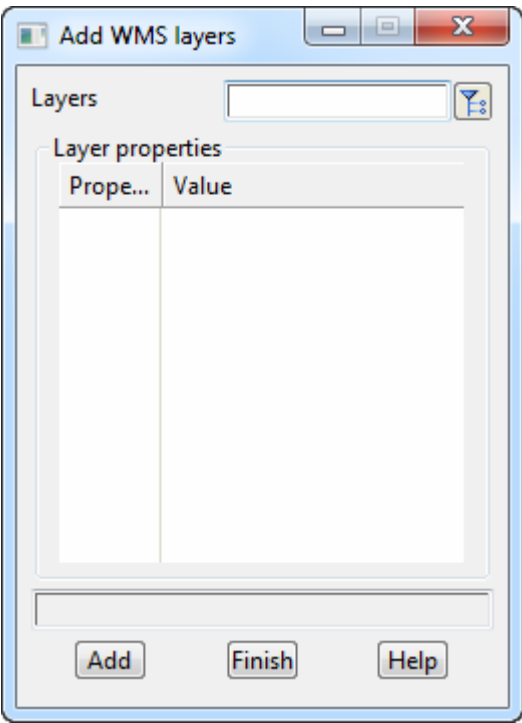 Add WMS layers
Layers
Layer properties
Prope... Value
Add Finish Help